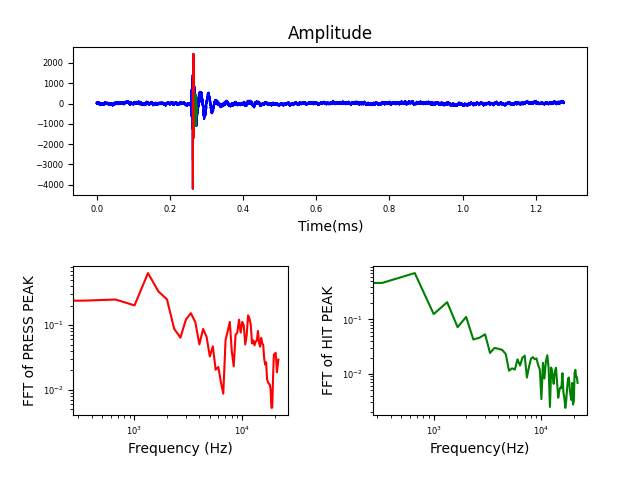 Amplitude
2000
1000
0
−1000
−2000
−3000
−4000
0.0 0.2 0.4 0.6 0.8 1.0 1.2
Time(ms)
FFT of PRESS PEAK
10⁻¹
10⁻²
10³ 10⁴
Frequency (Hz)
FFT of HIT PEAK
10⁻¹
10⁻²
10³ 10⁴
Frequency(Hz)